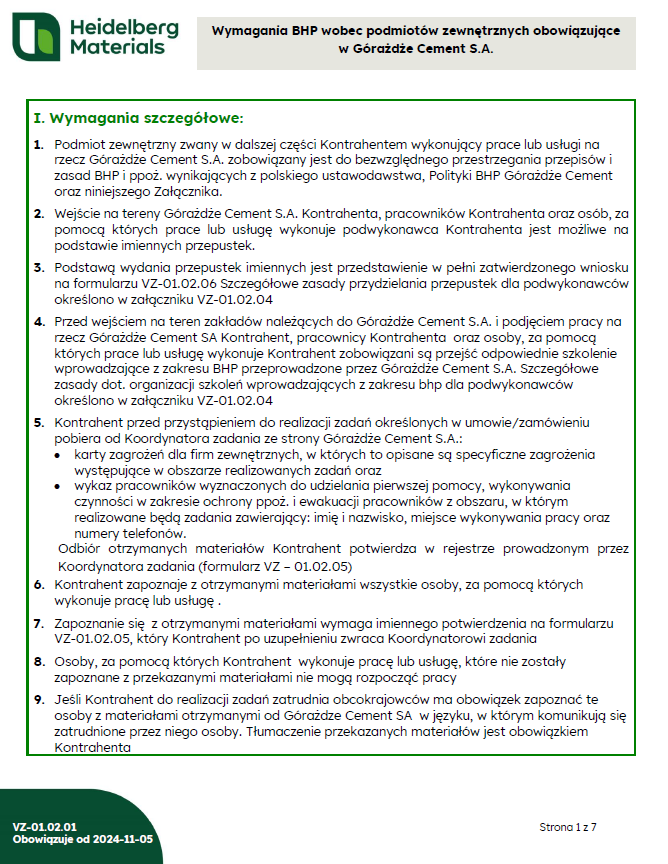 Heidelberg
Materials
Wymagania BHP wobec podmiotów zewnętrznych obowiązujące
w Górażdże Cement S.A.
I. Wymagania szczegółowe:
1. Podmiot zewnętrzny zwany w dalszej części Kontrahentem wykonujący prace lub usługi na
rzecz Górażdże Cement S.A. zobowiązany jest do bezwzględnego przestrzegania przepisów i
zasad BHP i ppoż. wynikających z polskiego ustawodawstwa, Polityki BHP Górażdże Cement
oraz niniejszego Załącznika.
2. Wejście na tereny Górażdże Cement S.A. Kontrahenta, pracowników Kontrahenta oraz osób, za
pomocą których prace lub usługę wykonuje podwykonawca Kontrahenta jest możliwe na
podstawie imiennych przepustek.
3. Podstawą wydania przepustek imiennych jest przedstawienie w pełni zatwierdzonego wniosku
na formularzu VZ-01.02.06 Szczegółowe zasady przydzielania przepustek dla podwykonawców
określono w załączniku VZ-01.02.04
4. Przed wejściem na teren zakładów należących do Górażdże Cement S.A. i podjęciem pracy na
rzecz Górażdże Cement SA Kontrahent, pracownicy Kontrahenta oraz osoby, za pomocą
których prace lub usługę wykonuje Kontrahent zobowiązani są przejść odpowiednie szkolenie
wprowadzające z zakresu BHP przeprowadzone przez Górażdże Cement S.A. Szczegółowe
zasady dot. organizacji szkoleń wprowadzających z zakresu bhp dla podwykonawców
określono w załączniku VZ-01.02.04
5. Kontrahent przed przystąpieniem do realizacji zadań określonych w umowie/zamówieniu
pobiera od Koordynatora zadania ze strony Górażdże Cement S.A.:
• karty zagrożeń dla firm zewnętrznych, w których to opisane są specyficzne zagrożenia
występujące w obszarze realizowanych zadań oraz
• wykaz pracowników wyznaczonych do udzielania pierwszej pomocy, wykonywania
czynności w zakresie ochrony ppoż. i ewakuacji pracowników z obszaru, w którym
realizowane będą zadania zawierający: imię i nazwisko, miejsce wykonywania pracy oraz
numery telefonów.
Odbiór otrzymanych materiałów Kontrahent potwierdza w rejestrze prowadzonym przez
Koordynatora zadania (formularz VZ – 01.02.05)
6. Kontrahent zapoznaje z otrzymanymi materiałami wszystkie osoby, za pomocą których
wykonuje pracę lub usługę .
7. Zapoznanie się z otrzymanymi materiałami wymaga imiennego potwierdzenia na formularzu
VZ-01.02.05, który Kontrahent po uzupełnieniu zwraca Koordynatorowi zadania
8. Osoby, za pomocą których Kontrahent wykonuje pracę lub usługę, które nie zostały
zapoznane z przekazanymi materiałami nie mogą rozpocząć pracy
9. Jeśli Kontrahent do realizacji zadań zatrudnia obcokrajowców ma obowiązek zapoznać te
osoby z materiałami otrzymanymi od Górażdze Cement SA w języku, w którym komunikują się
zatrudnione przez niego osoby. Tłumaczenie przekazanych materiałów jest obowiązkiem
Kontrahenta
VZ-01.02.01
Obowiązuje od 2024-11-05
Strona 1 z 7